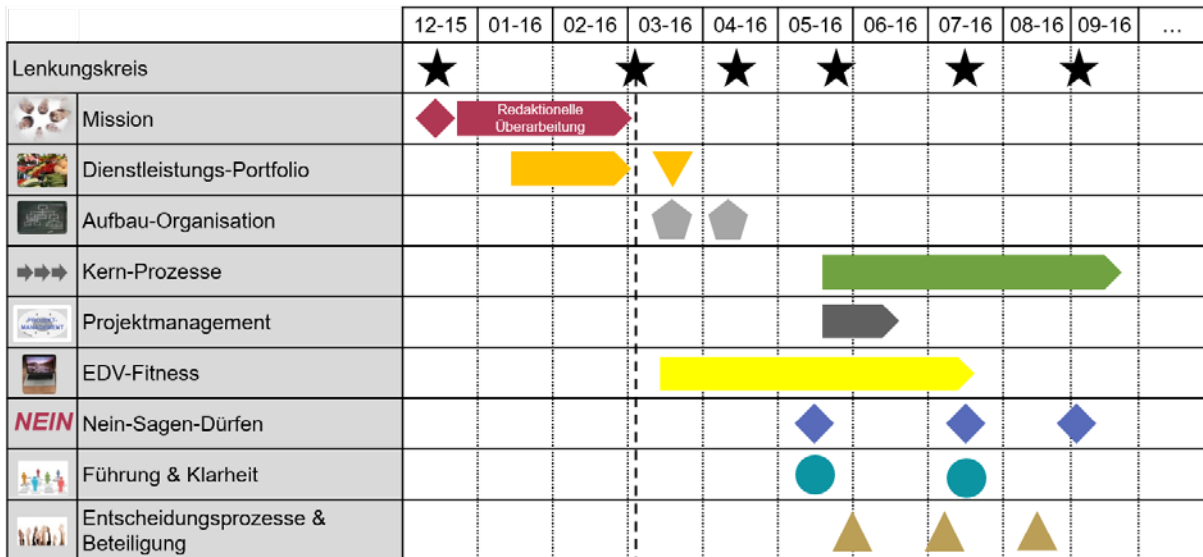 12-15 01-16 02-16 03-16 04-16 05-16 06-16 07-16 08-16 09-16 ...
Lenkungskreis
Mission
Redaktionelle
Überarbeitung
Dienstleistungs-Portfolio
Aufbau-Organisation
Kern-Prozesse
PROJEKT-
MANAGEMENT
Projektmanagement
EDV-Fitness
NEIN Nein-Sagen-Dürfen
Führung & Klarheit
Entscheidungsprozesse &
Beteiligung